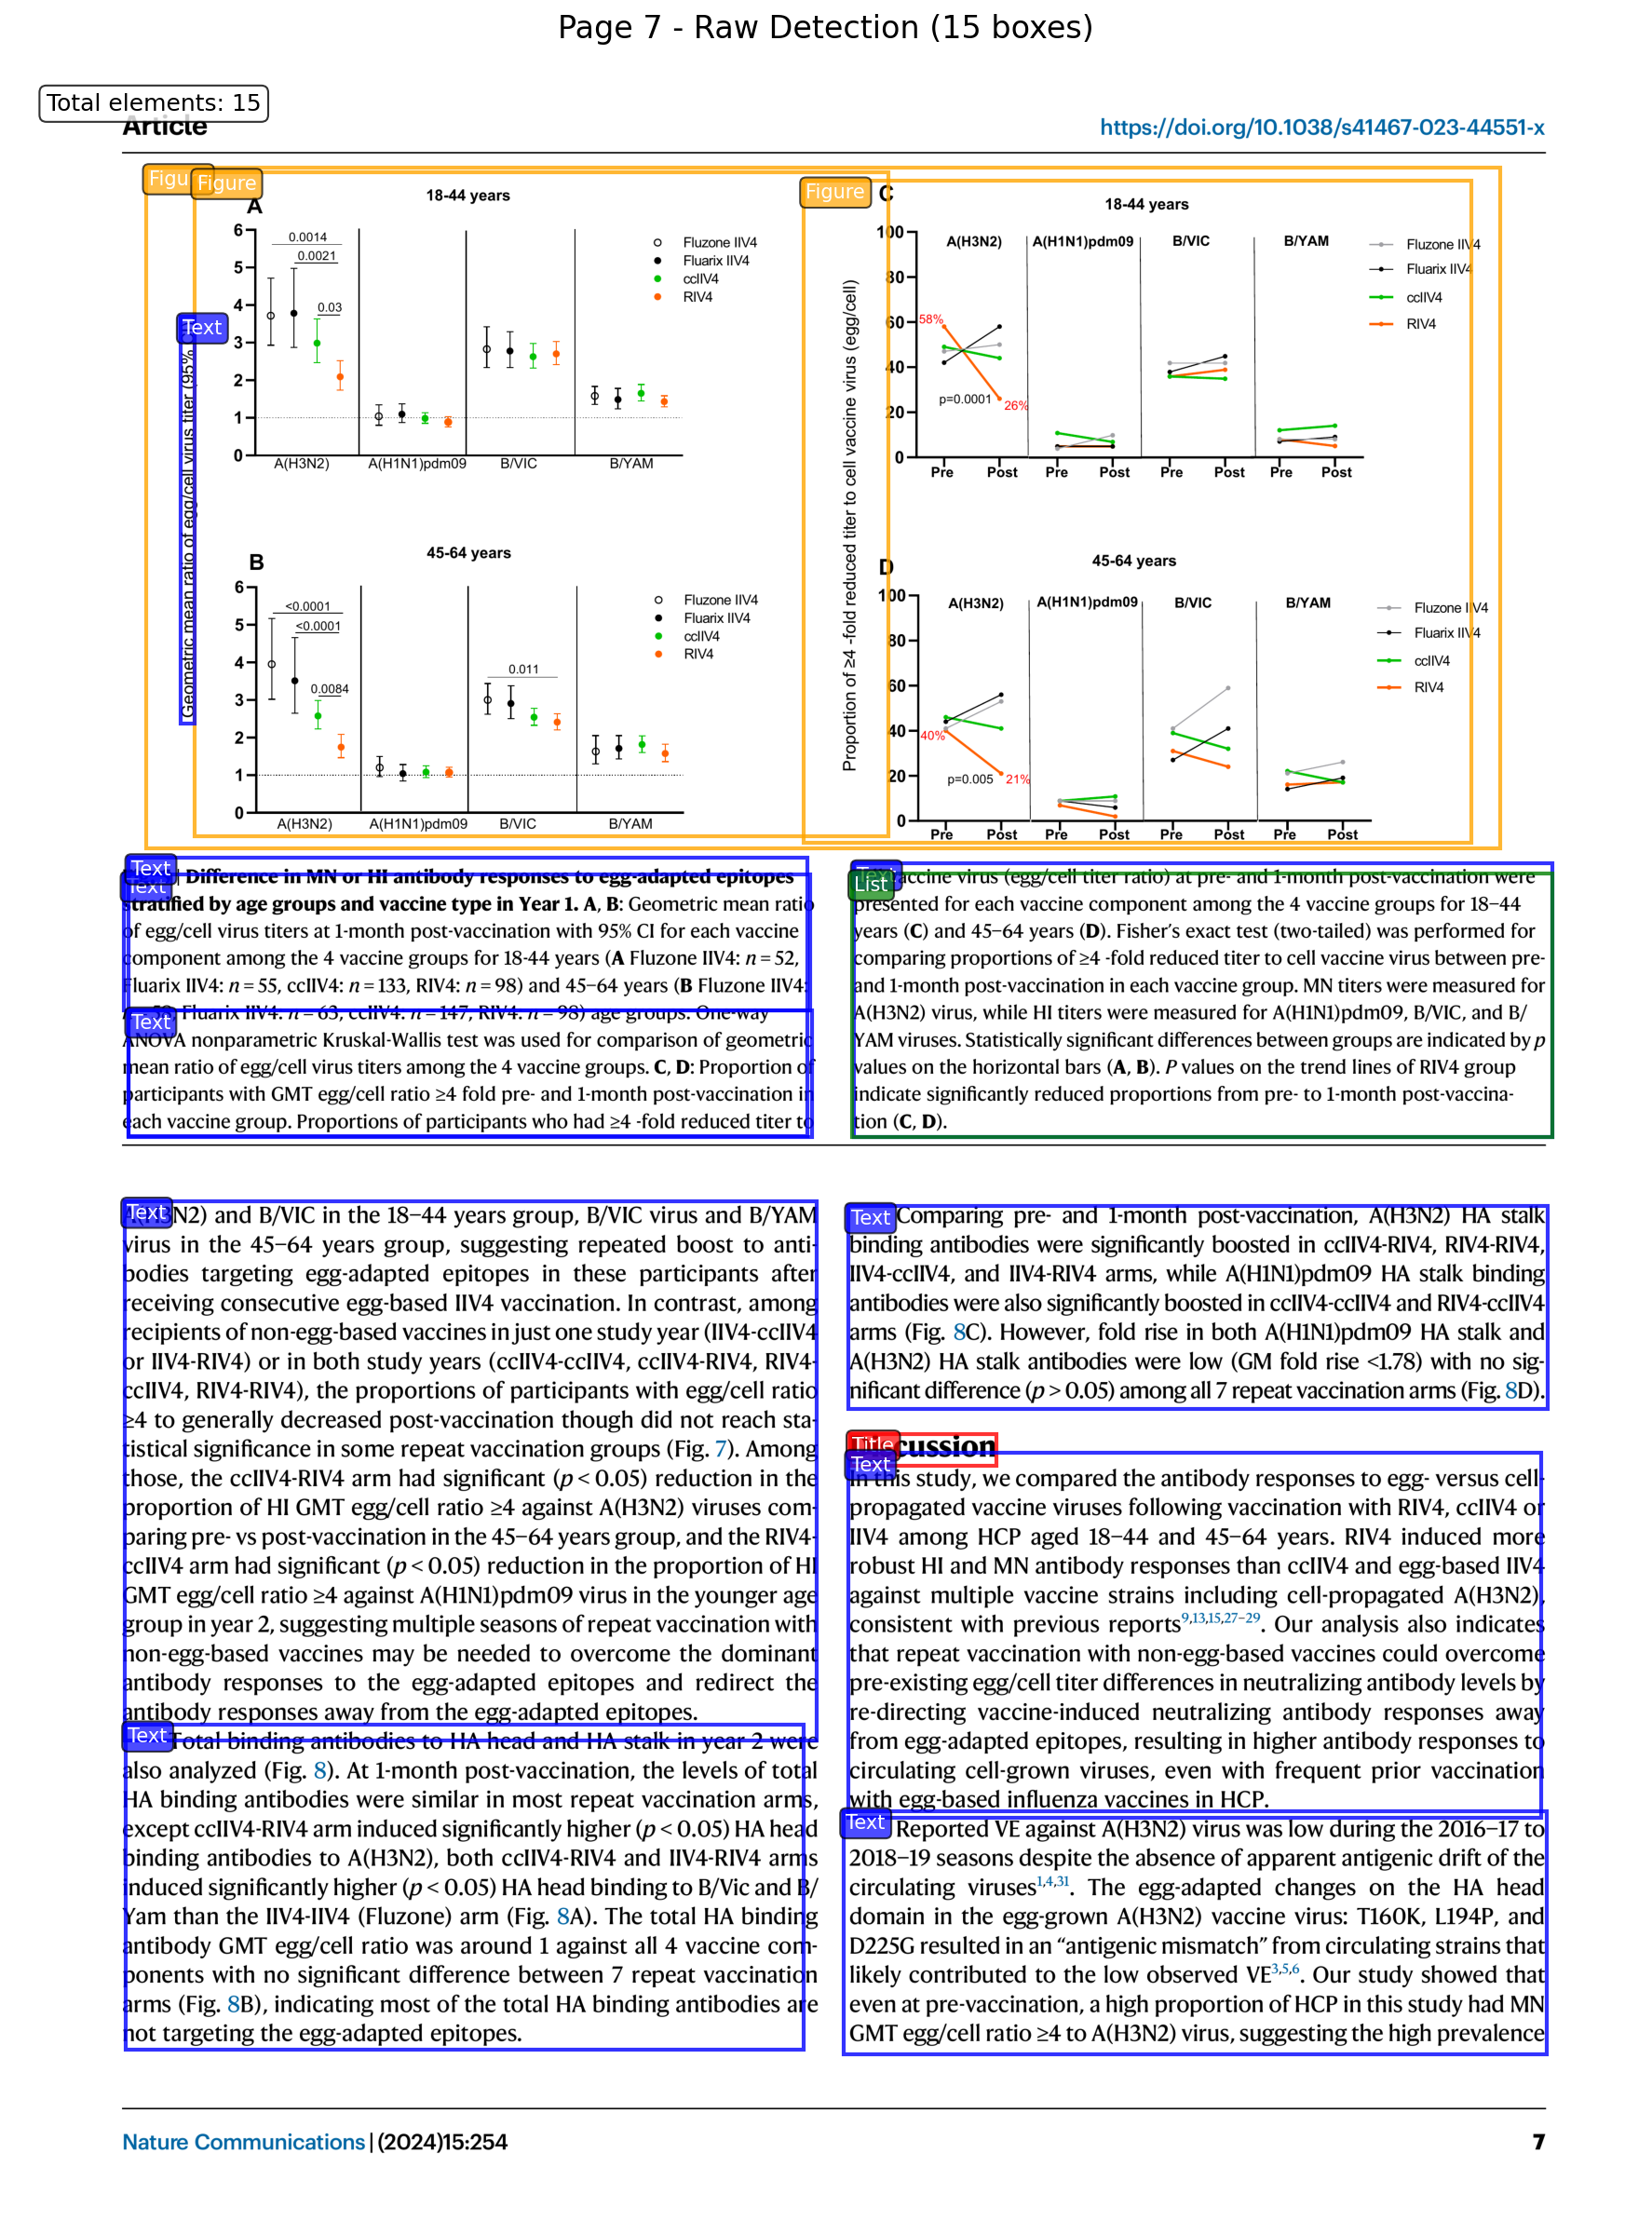 Page 7 - Raw Detection (15 boxes)
Total elements: 15
Article
https://doi.org/10.1038/s41467-023-44551-x
Figure
Figure
A
18-44 years
Geometric mean ratio of egg/cell virus titer (95%
Text
6
5
4
3
2
1
0
0.0014
0.0021
0.03
A(H3N2)
A(H1N1)pdm09
B/VIC
B/YAM
Fluzone IIV4
Fluarix IIV4
ccIIV4
RIV4
B
45-64 years
6
5
4
3
2
1
0
<0.0001
<0.0001
0.0084
0.011
A(H3N2)
A(H1N1)pdm09
B/VIC
B/YAM
Fluzone IIV4
Fluarix IIV4
ccIIV4
RIV4
Figure
C
18-44 years
Proportion of ≥4 -fold reduced titer to cell vaccine virus (egg/cell)
100
80
60
40
20
0
A(H3N2)
A(H1N1)pdm09
B/VIC
B/YAM
58%
p=0.0001
26%
Pre Post Pre Post Pre Post Pre Post
Fluzone IIV4
Fluarix IIV4
ccIIV4
RIV4
D
45-64 years
100
80
60
40
20
0
A(H3N2)
A(H1N1)pdm09
B/VIC
B/YAM
40%
p=0.005
21%
Pre Post Pre Post Pre Post Pre Post
Fluzone IIV4
Fluarix IIV4
ccIIV4
RIV4
Text
Text
| Difference in MN or HI antibody responses to egg-adapted epitopes
stratified by age groups and vaccine type in Year 1. A, B: Geometric mean ratio
of egg/cell virus titers at 1-month post-vaccination with 95% CI for each vaccine
component among the 4 vaccine groups for 18-44 years (A Fluzone IIV4: n = 52,
Fluarix IIV4: n = 55, ccIIV4: n = 133, RIV4: n = 98) and 45–64 years (B Fluzone IIV4:
Fluarix IIV4: n = 63, ccIIV4: n = 147, RIV4: n = 98) age groups. One-way
Text
ANOVA nonparametric Kruskal-Wallis test was used for comparison of geometric
mean ratio of egg/cell virus titers among the 4 vaccine groups. C, D: Proportion of
participants with GMT egg/cell ratio ≥4 fold pre- and 1-month post-vaccination in
each vaccine group. Proportions of participants who had ≥4 -fold reduced titer to
Text
List
vaccine virus (egg/cell titer ratio) at pre- and 1-month post-vaccination were
presented for each vaccine component among the 4 vaccine groups for 18–44
years (C) and 45–64 years (D). Fisher's exact test (two-tailed) was performed for
comparing proportions of ≥4 -fold reduced titer to cell vaccine virus between pre-
and 1-month post-vaccination in each vaccine group. MN titers were measured for
A(H3N2) virus, while HI titers were measured for A(H1N1)pdm09, B/VIC, and B/
YAM viruses. Statistically significant differences between groups are indicated by p
values on the horizontal bars (A, B). P values on the trend lines of RIV4 group
indicate significantly reduced proportions from pre- to 1-month post-vaccina-
tion (C, D).
Text
A(H3N2) and B/VIC in the 18–44 years group, B/VIC virus and B/YAM
virus in the 45–64 years group, suggesting repeated boost to anti-
bodies targeting egg-adapted epitopes in these participants after
receiving consecutive egg-based IIV4 vaccination. In contrast, among
recipients of non-egg-based vaccines in just one study year (IIV4-ccIIV4
or IIV4-RIV4) or in both study years (ccIIV4-ccIIV4, ccIIV4-RIV4, RIV4-
ccIIV4, RIV4-RIV4), the proportions of participants with egg/cell ratio
≥4 to generally decreased post-vaccination though did not reach sta-
tistical significance in some repeat vaccination groups (Fig. 7). Among
those, the ccIIV4-RIV4 arm had significant (p < 0.05) reduction in the
proportion of HI GMT egg/cell ratio ≥4 against A(H3N2) viruses com-
paring pre- vs post-vaccination in the 45–64 years group, and the RIV4-
ccIIV4 arm had significant (p < 0.05) reduction in the proportion of HI
GMT egg/cell ratio ≥4 against A(H1N1)pdm09 virus in the younger age
group in year 2, suggesting multiple seasons of repeat vaccination with
non-egg-based vaccines may be needed to overcome the dominant
antibody responses to the egg-adapted epitopes and redirect the
antibody responses away from the egg-adapted epitopes.
Text
Total binding antibodies to HA head and HA stalk in year 2 were
also analyzed (Fig. 8). At 1-month post-vaccination, the levels of total
HA binding antibodies were similar in most repeat vaccination arms,
except ccIIV4-RIV4 arm induced significantly higher (p < 0.05) HA head
binding antibodies to A(H3N2), both ccIIV4-RIV4 and IIV4-RIV4 arms
induced significantly higher (p < 0.05) HA head binding to B/Vic and B/
Yam than the IIV4-IIV4 (Fluzone) arm (Fig. 8A). The total HA binding
antibody GMT egg/cell ratio was around 1 against all 4 vaccine com-
ponents with no significant difference between 7 repeat vaccination
arms (Fig. 8B), indicating most of the total HA binding antibodies are
not targeting the egg-adapted epitopes.
Text
Comparing pre- and 1-month post-vaccination, A(H3N2) HA stalk
binding antibodies were significantly boosted in ccIIV4-RIV4, RIV4-RIV4,
IIV4-ccIIV4, and IIV4-RIV4 arms, while A(H1N1)pdm09 HA stalk binding
antibodies were also significantly boosted in ccIIV4-ccIIV4 and RIV4-ccIIV4
arms (Fig. 8C). However, fold rise in both A(H1N1)pdm09 HA stalk and
A(H3N2) HA stalk antibodies were low (GM fold rise <1.78) with no sig-
nificant difference (p > 0.05) among all 7 repeat vaccination arms (Fig. 8D).
Title
cussion
Text
In this study, we compared the antibody responses to egg- versus cell-
propagated vaccine viruses following vaccination with RIV4, ccIIV4 or
IIV4 among HCP aged 18–44 and 45–64 years. RIV4 induced more
robust HI and MN antibody responses than ccIIV4 and egg-based IIV4
against multiple vaccine strains including cell-propagated A(H3N2),
consistent with previous reports9,13,15,27–29. Our analysis also indicates
that repeat vaccination with non-egg-based vaccines could overcome
pre-existing egg/cell titer differences in neutralizing antibody levels by
re-directing vaccine-induced neutralizing antibody responses away
from egg-adapted epitopes, resulting in higher antibody responses to
circulating cell-grown viruses, even with frequent prior vaccination
with egg-based influenza vaccines in HCP.
Text
Reported VE against A(H3N2) virus was low during the 2016–17 to
2018–19 seasons despite the absence of apparent antigenic drift of the
circulating viruses1,4,31. The egg-adapted changes on the HA head
domain in the egg-grown A(H3N2) vaccine virus: T160K, L194P, and
D225G resulted in an “antigenic mismatch” from circulating strains that
likely contributed to the low observed VE3,5,6. Our study showed that
even at pre-vaccination, a high proportion of HCP in this study had MN
GMT egg/cell ratio ≥4 to A(H3N2) virus, suggesting the high prevalence
Nature Communications | (2024)15:254
7